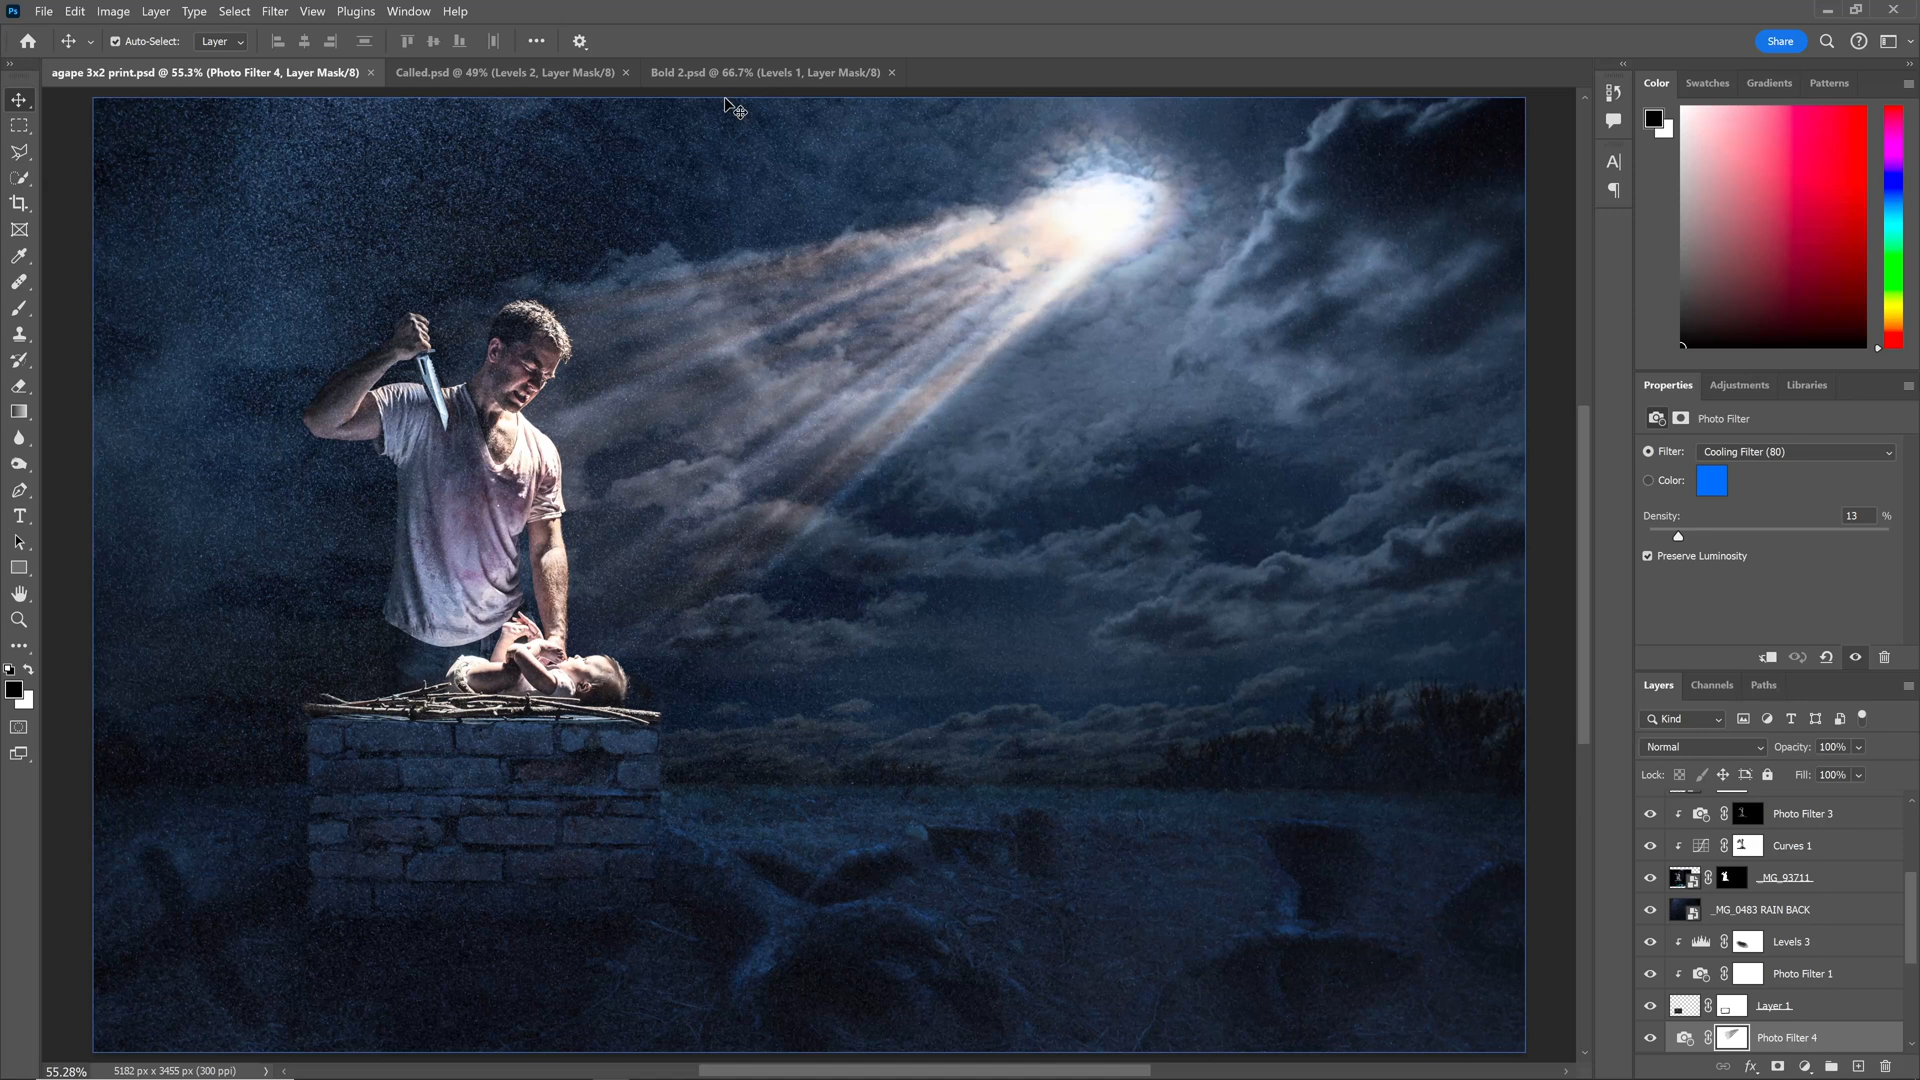 Ps File Edit Image Layer Type Select Filter View Plugins Window Help
Auto-Select: Layer Share
agape 3x2 print.psd @ 55.3% (Photo Filter 4, Layer Mask/8) Called.psd @ 49% (Levels 2, Layer Mask/8) Bold 2.psd @ 66.7% (Levels 1, Layer Mask/8)
Color Swatches Gradients Patterns
Properties Adjustments Libraries
Photo Filter
Filter: Cooling Filter (80)
Color:
Density: 13 %
Preserve Luminosity
Layers Channels Paths
Kind
Normal Opacity: 100%
Lock: Fill: 100%
Photo Filter 3
Curves 1
_MG_93711
_MG_0483 RAIN BACK
Levels 3
Photo Filter 1
Layer 1
Photo Filter 4
55.28% 5182 px x 3455 px (300 ppi)